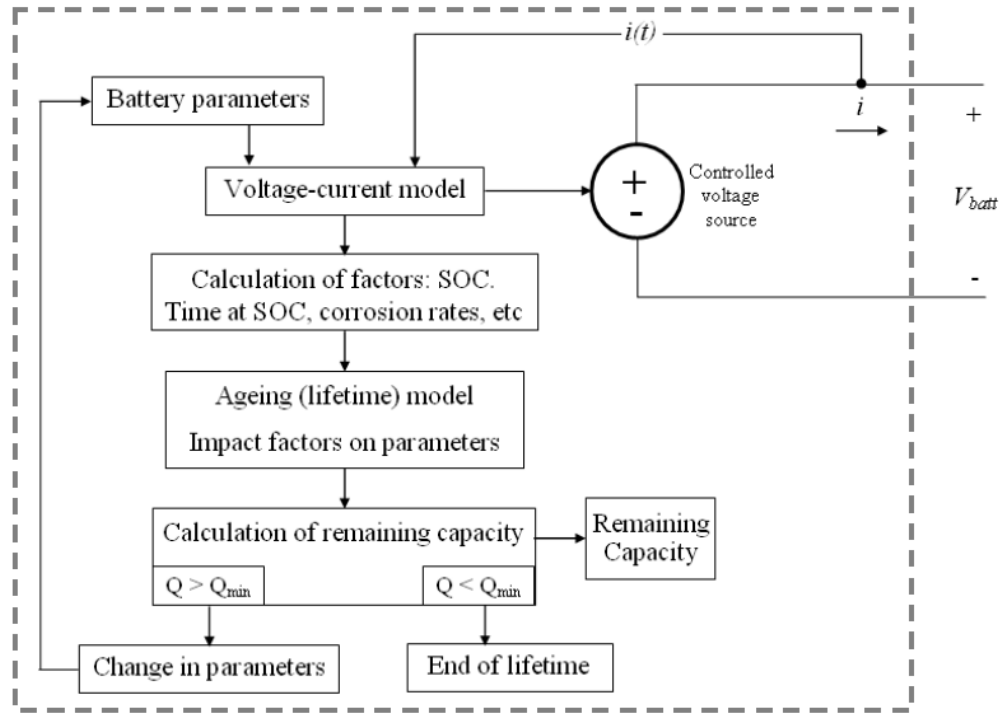 i(t)
Battery parameters
i
+
Voltage-current model
+
-
Controlled
voltage
source
V_batt
-
Calculation of factors: SOC.
Time at SOC, corrosion rates, etc
Ageing (lifetime) model
Impact factors on parameters
Calculation of remaining capacity
Remaining
Capacity
Q > Qmin
Q < Qmin
Change in parameters
End of lifetime